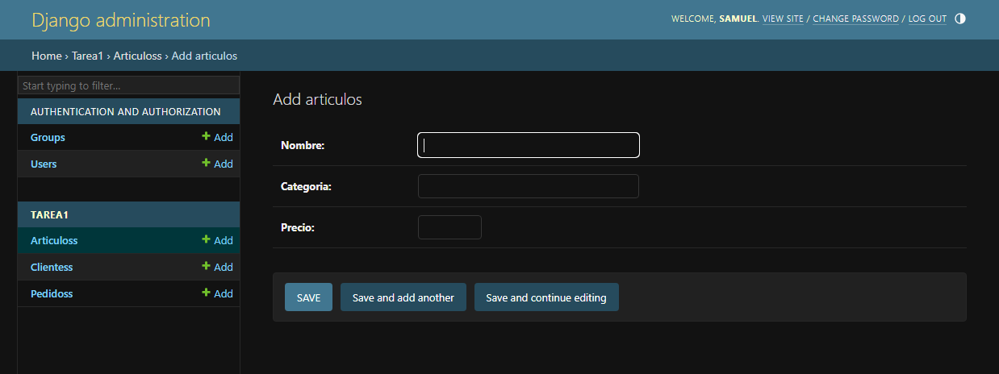 Django administration
WELCOME, SAMUEL. VIEW SITE / CHANGE PASSWORD / LOG OUT
Home › Tarea1 › Articuloss › Add articulos
Start typing to filter...
AUTHENTICATION AND AUTHORIZATION
Groups + Add
Users + Add
TAREA1
Articuloss + Add
Clientess + Add
Pedidoss + Add
Add articulos
Nombre:
Categoria:
Precio:
SAVE Save and add another Save and continue editing